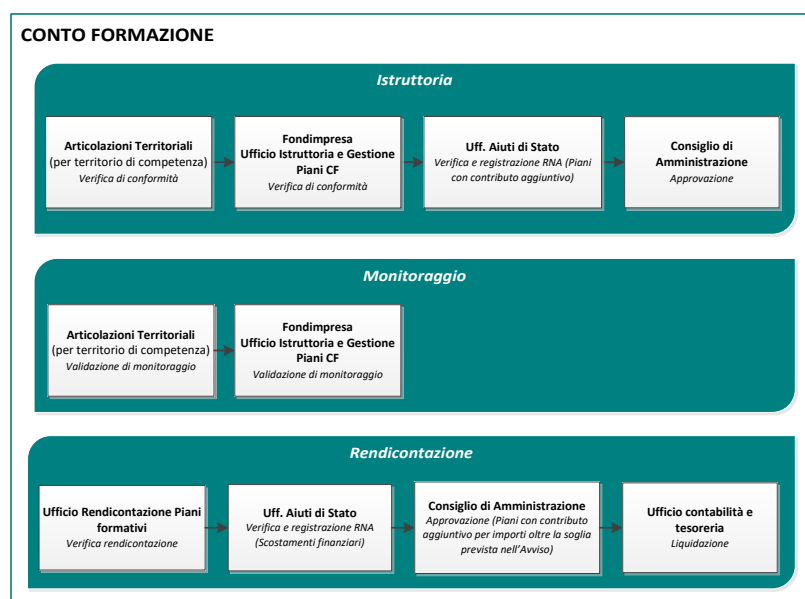 CONTO FORMAZIONE
Istruttoria
Articolazioni Territoriali
(per territorio di competenza)
Verifica di conformità
Fondimpresa
Ufficio Istruttoria e Gestione
Piani CF
Verifica di conformità
Uff. Aiuti di Stato
Verifica e registrazione RNA (Piani
con contributo aggiuntivo)
Consiglio di
Amministrazione
Approvazione
Monitoraggio
Articolazioni Territoriali
(per territorio di competenza)
Validazione di monitoraggio
Fondimpresa
Ufficio Istruttoria e Gestione
Piani CF
Validazione di monitoraggio
Rendicontazione
Ufficio Rendicontazione Piani
formativi
Verifica rendicontazione
Uff. Aiuti di Stato
Verifica e registrazione RNA
(Scostamenti finanziari)
Consiglio di Amministrazione
Approvazione (Piani con contributo
aggiuntivo per importi oltre la soglia
prevista nell'Avviso)
Ufficio contabilità e
tesoreria
Liquidazione